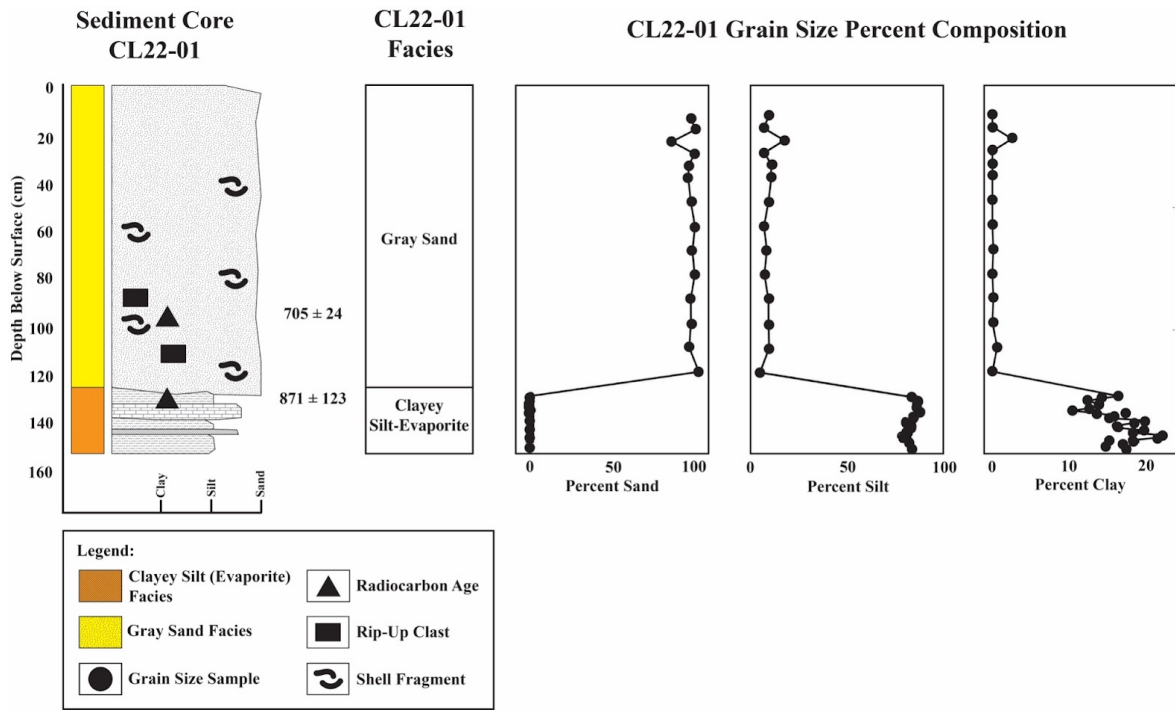 Sediment Core
CL22-01
CL22-01
Facies
CL22-01 Grain Size Percent Composition
Depth Below Surface (cm)
0
20
40
60
80
100
120
140
160
Clay
Silt
Sand
705 ± 24
871 ± 123
Gray Sand
Clayey
Silt-Evaporite
0
50
100
Percent Sand
0
50
100
Percent Silt
0
10
20
Percent Clay
Legend:
Clayey Silt (Evaporite)
Facies
Gray Sand Facies
Grain Size Sample
Radiocarbon Age
Rip-Up Clast
Shell Fragment